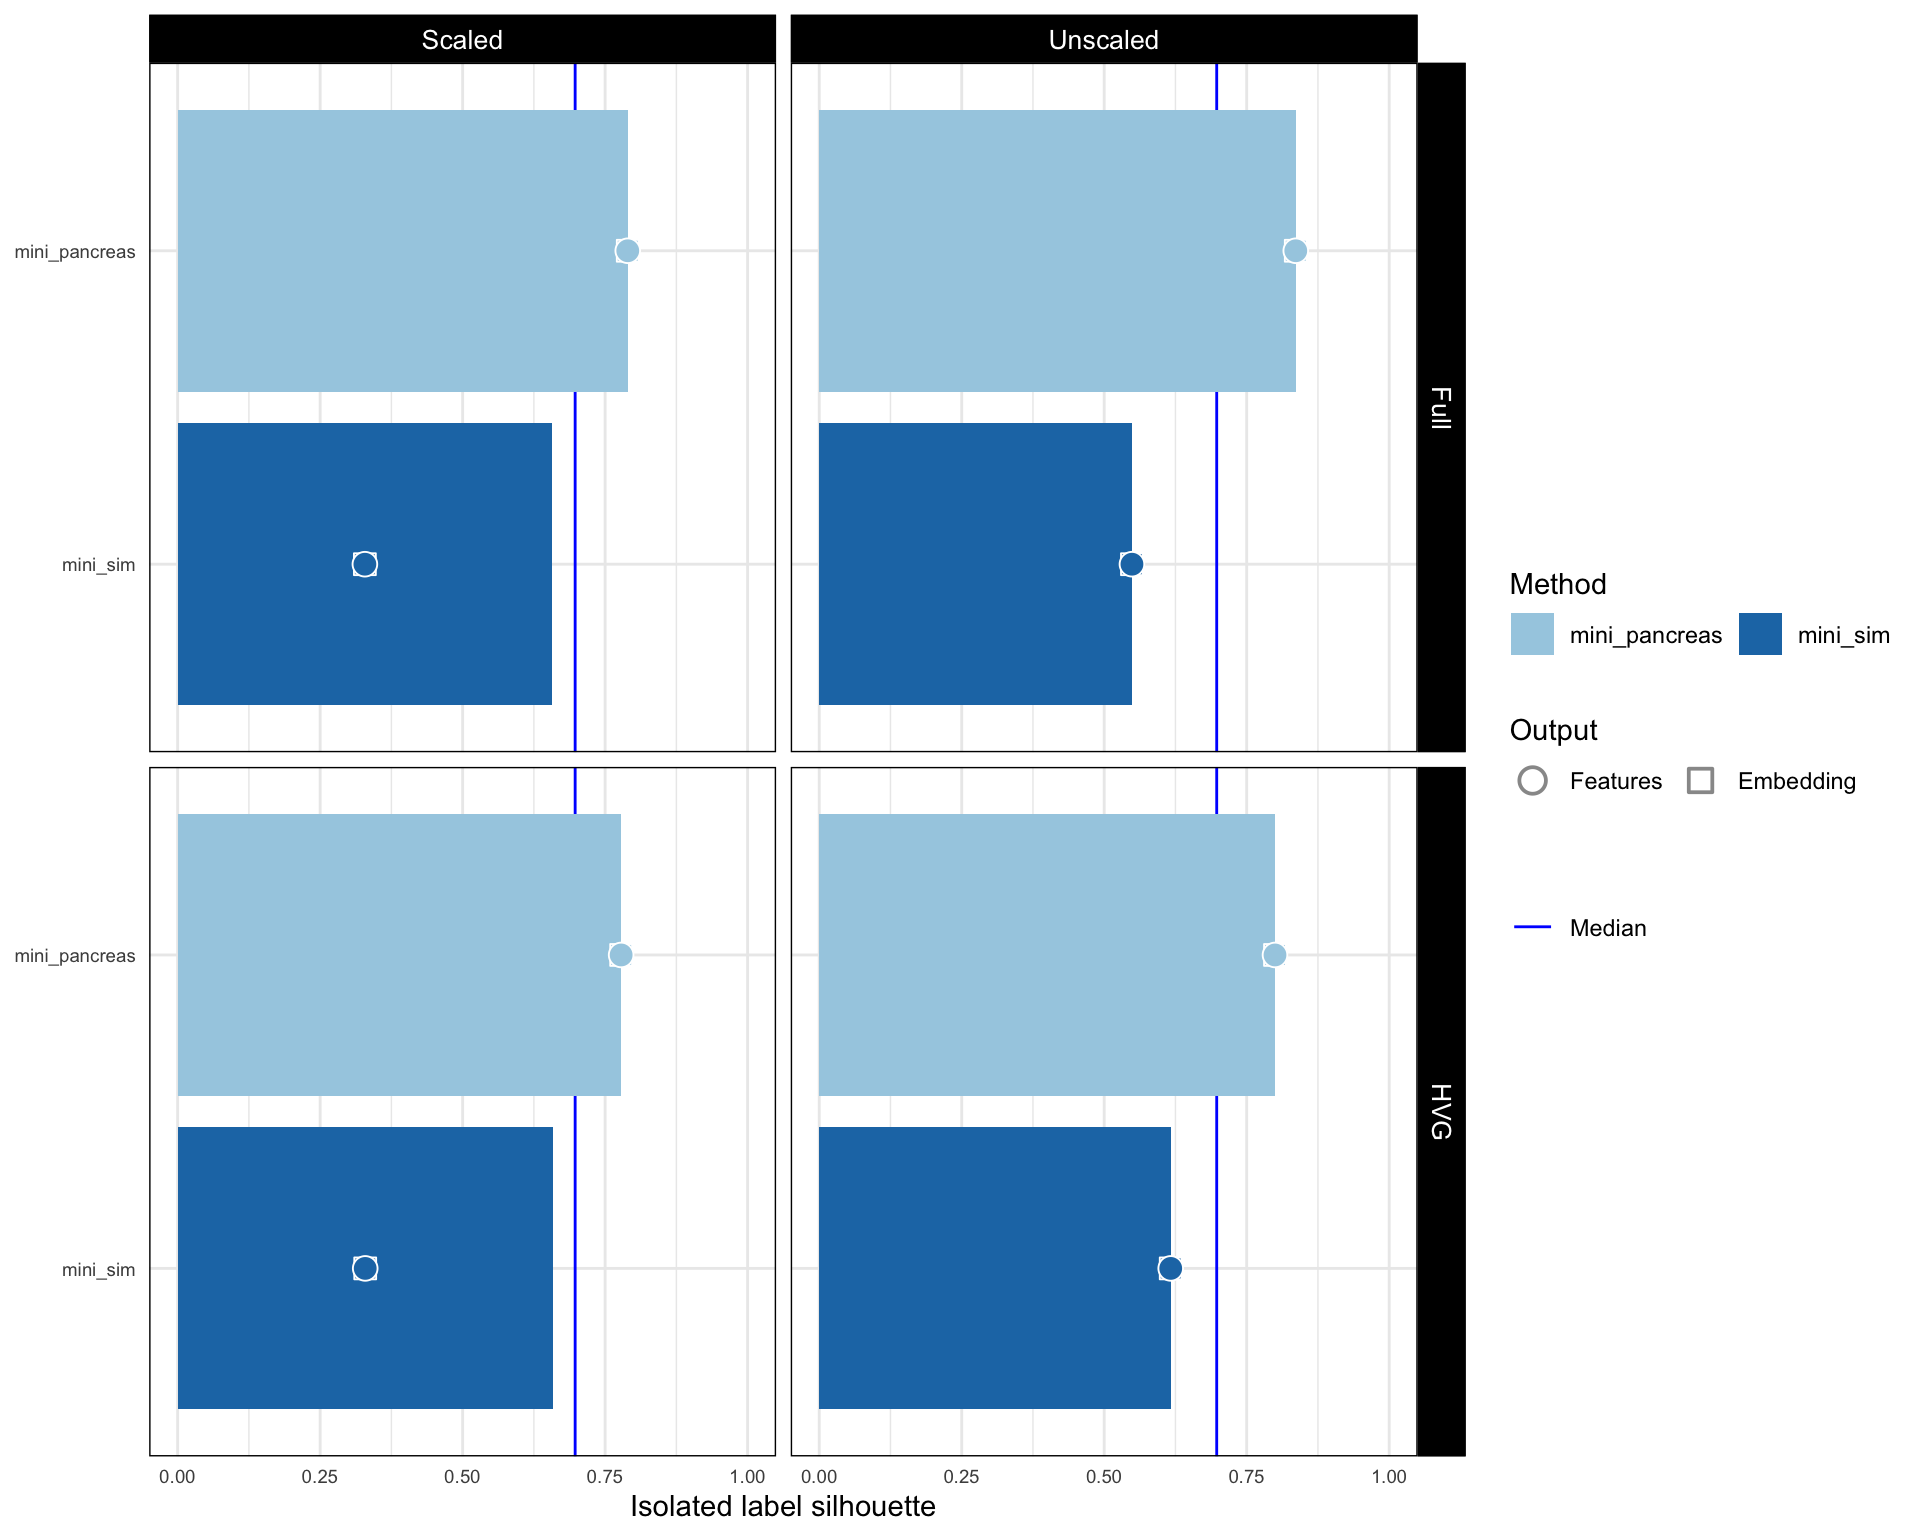 Scaled
Unscaled
mini_pancreas
mini_sim
Full
mini_pancreas
mini_sim
HVG
0.00 0.25 0.50 0.75 1.00
0.00 0.25 0.50 0.75 1.00
Isolated label silhouette
Method
mini_pancreas mini_sim
Output
Features Embedding
Median